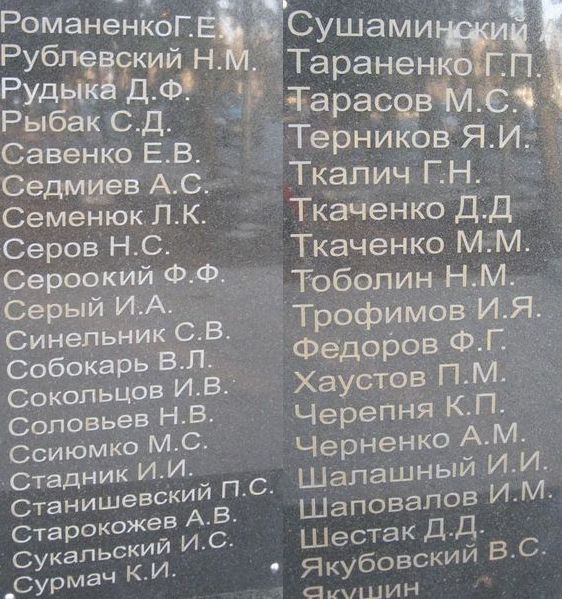 РоманенкоГ.Е.
Рублевский Н.М.
Рудыка Д.Ф.
Рыбак С.Д.
Савенко Е.В.
Седмиев А.С.
Семенюк Л.К.
Серов Н.С.
Сероокий Ф.Ф.
Серый И.А.
Синельник С.В.
Собокарь В.Л.
Сокольцов И.В.
Соловьев Н.В.
Ссиюмко М.С.
Стадник И.И.
Станишевский П.С.
Старокожев А.В.
Сукальский И.С.
Сурмач К.И.
Сушаминский
Тараненко Г.П.
Тарасов М.С.
Терников Я.И.
Ткалич Г.Н.
Ткаченко Д.Д
Ткаченко М.М.
Тоболин Н.М.
Трофимов И.Я.
Федоров Ф.Г.
Хаустов П.М.
Черепня К.П.
Черненко А.М.
Шалашный И.И.
Шаповалов И.М.
Шестак Д.Д.
Якубовский В.С.
Якушин